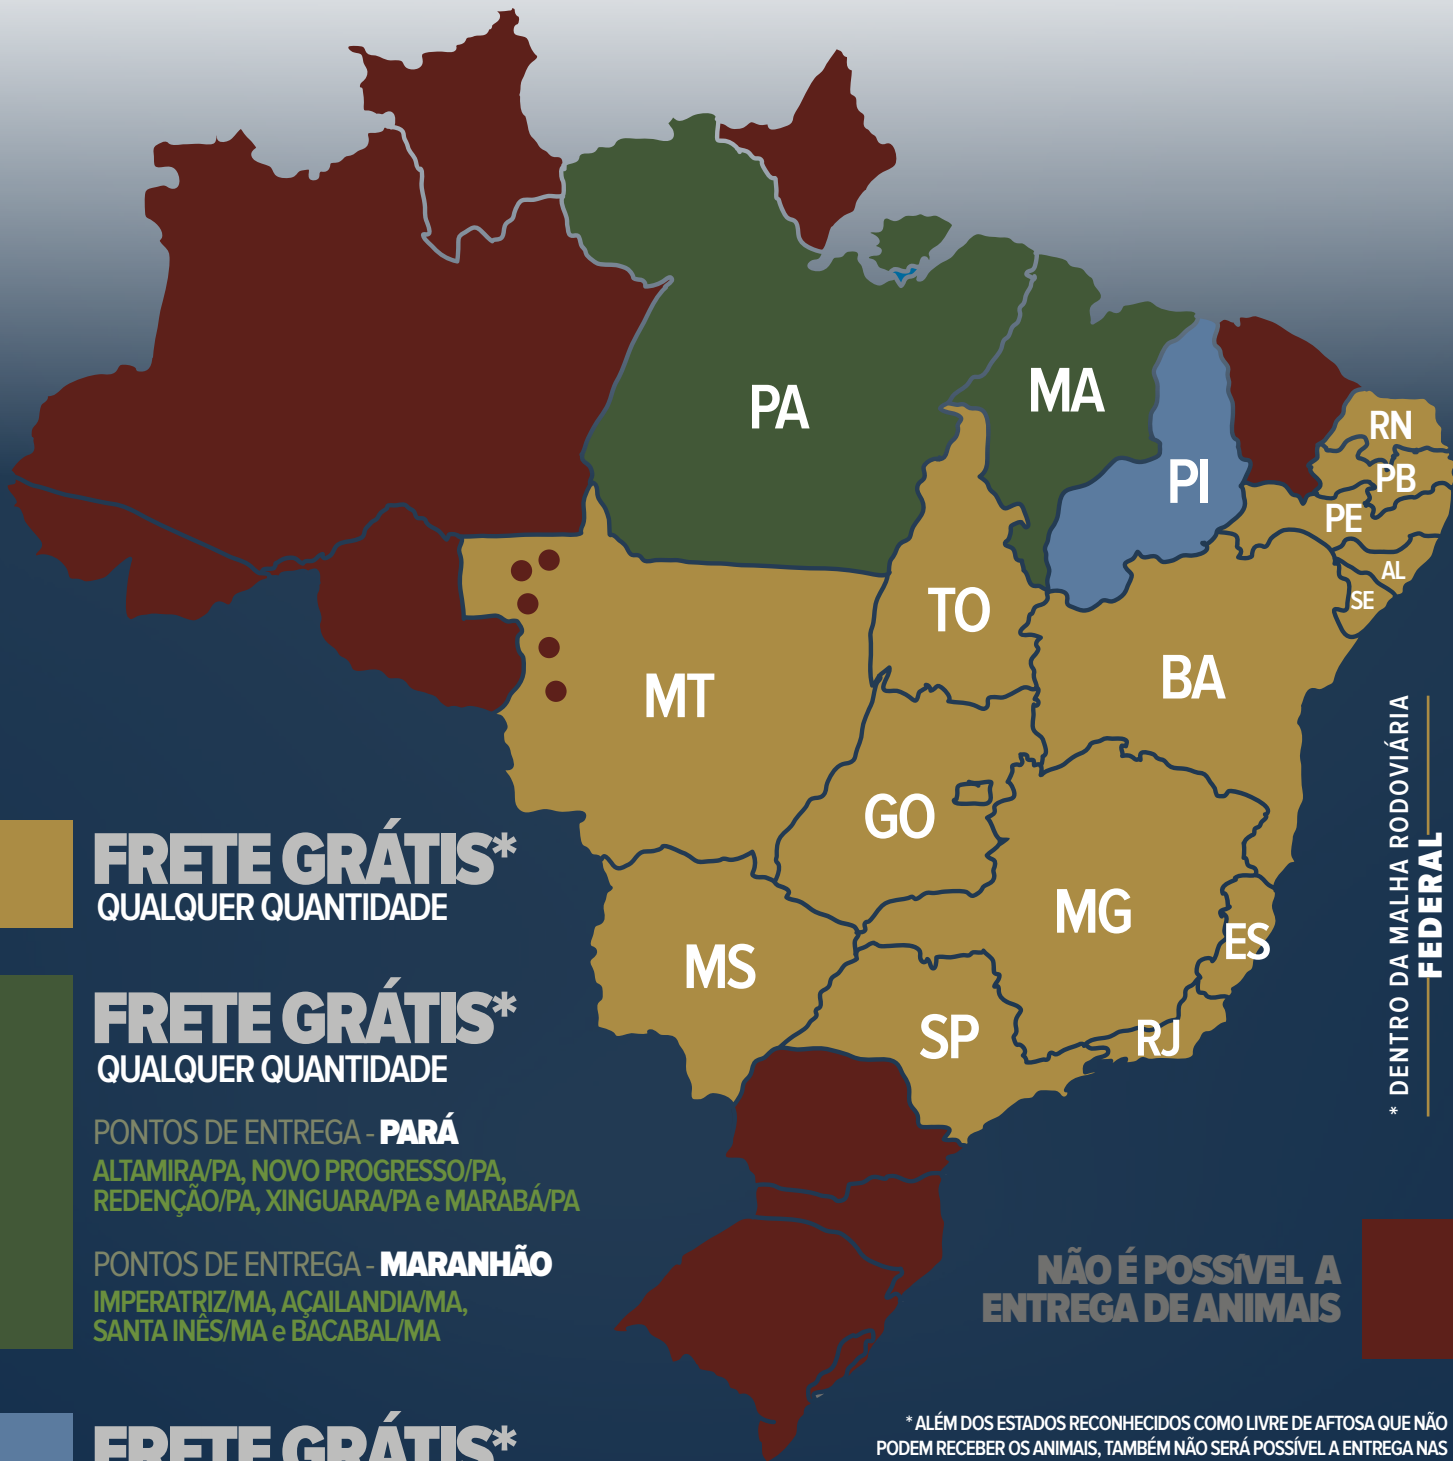 PA
MA
RN
PI
PB
PE
AL
SE
TO
BA
MT
GO
MG
ES
MS
SP
RJ
* DENTRO DA MALHA RODOVIÁRIA
FEDERAL
FRETE GRÁTIS*
QUALQUER QUANTIDADE
FRETE GRÁTIS*
QUALQUER QUANTIDADE
PONTOS DE ENTREGA - PARÁ
ALTAMIRA/PA, NOVO PROGRESSO/PA,
REDENÇÃO/PA, XINGUARA/PA e MARABÁ/PA
PONTOS DE ENTREGA - MARANHÃO
IMPERATRIZ/MA, AÇAILANDIA/MA,
SANTA INÊS/MA e BACABAL/MA
FRETE GRÁTIS*
NÃO É POSSíVEL A
ENTREGA DE ANIMAIS
* ALÉM DOS ESTADOS RECONHECIDOS COMO LIVRE DE AFTOSA QUE NÃO
PODEM RECEBER OS ANIMAIS, TAMBÉM NÃO SERÁ POSSÍVEL A ENTREGA NAS